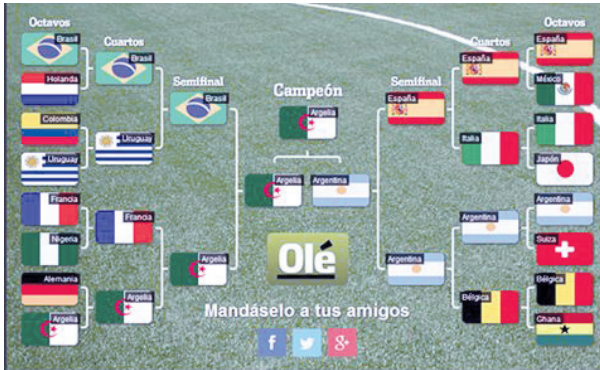 Octavos
Brasil
Holanda
Colombia
Uruguay
Francia
Nigeria
Alemania
Argelia
Cuartos
Brasil
Uruguay
Francia
Argelia
Semifinal
Brasil
Argelia
Campeón
Argelia
Argelia
Argentina
Olé
Mandáselo a tus amigos
f
g+
Semifinal
España
Argentina
Cuartos
España
Italia
Argentina
Bélgica
Octavos
España
México
Italia
Japón
Argentina
Suiza
Bélgica
Ghana